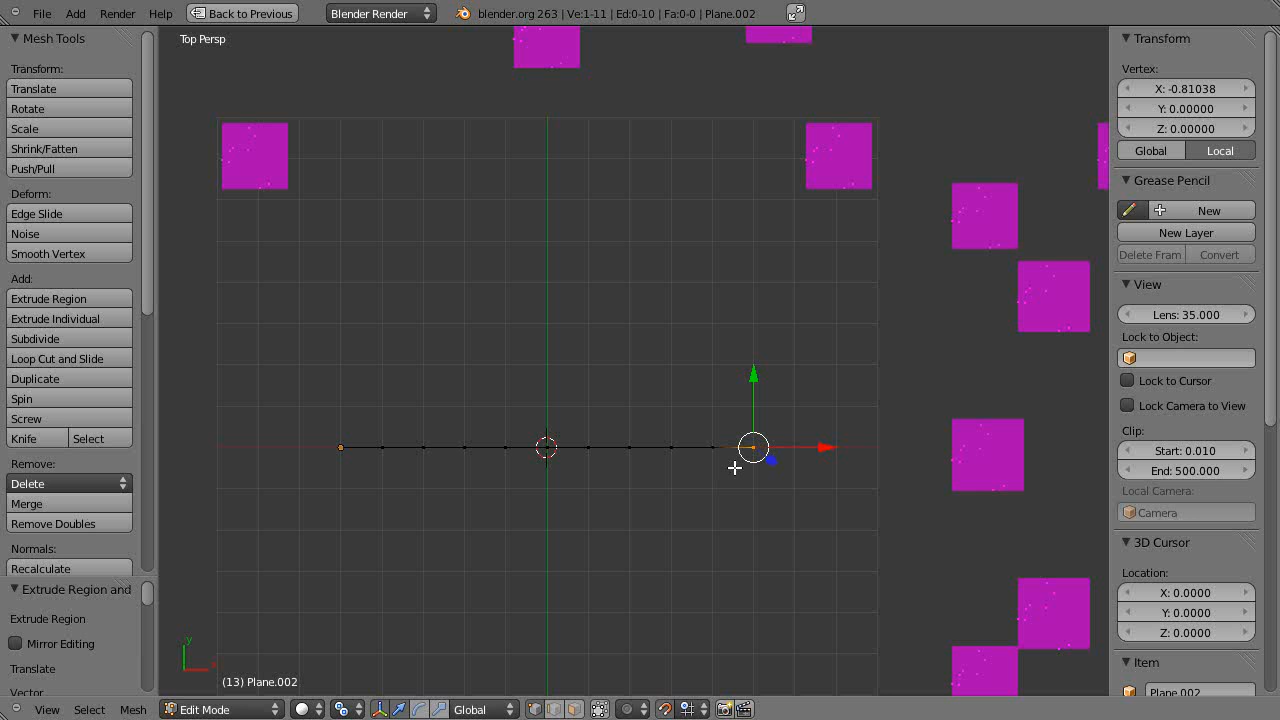 File Add Render Help Back to Previous Blender Render blender.org 263 | Ve:1-11 | Ed:0-10 | Fa:0-0 | Plane.002
Mesh Tools
Transform:
Translate
Rotate
Scale
Shrink/Fatten
Push/Pull
Deform:
Edge Slide
Noise
Smooth Vertex
Add:
Extrude Region
Extrude Individual
Subdivide
Loop Cut and Slide
Duplicate
Spin
Screw
Knife Select
Remove:
Delete
Merge
Remove Doubles
Normals:
Recalculate
Extrude Region and
Extrude Region
Mirror Editing
Translate
Vector
Top Persp
y
(13) Plane.002
Transform
Vertex:
X: -0.81038
Y: 0.00000
Z: 0.00000
Global Local
Grease Pencil
New
New Layer
Delete Fram Convert
View
Lens: 35.000
Lock to Object:
Lock to Cursor
Lock Camera to View
Clip:
Start: 0.010
End: 500.000
Local Camera:
Camera
3D Cursor
Location:
X: 0.0000
Y: 0.0000
Z: 0.0000
Item
Plane.002
View Select Mesh Edit Mode Global